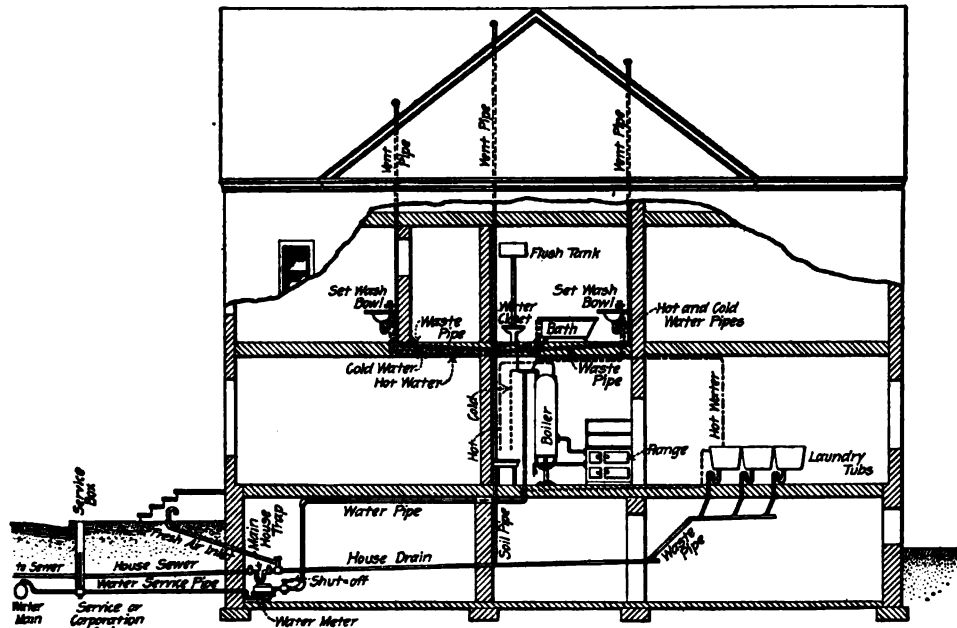 Vent
Pipe
Vent Pipe
Vent Pipe
Flush Tank
Set Wash
Bowl
Water
Closet
Set Wash
Bowl
Waste
Pipe
Bath
Hot and Cold
Water Pipes
Cold Water
Hot Water
Waste
Pipe
Hot
Cold
Boiler
Range
Hot Water
Laundry
Tubs
Service
Box
Fresh Air Inlet
Main
House
Trap
Water Pipe
Soil Pipe
Waste
Pipe
to Sewer
House Sewer
House Drain
Water Service Pipe
Shut-off
Water
Main
Service or
Corporation
Water Meter